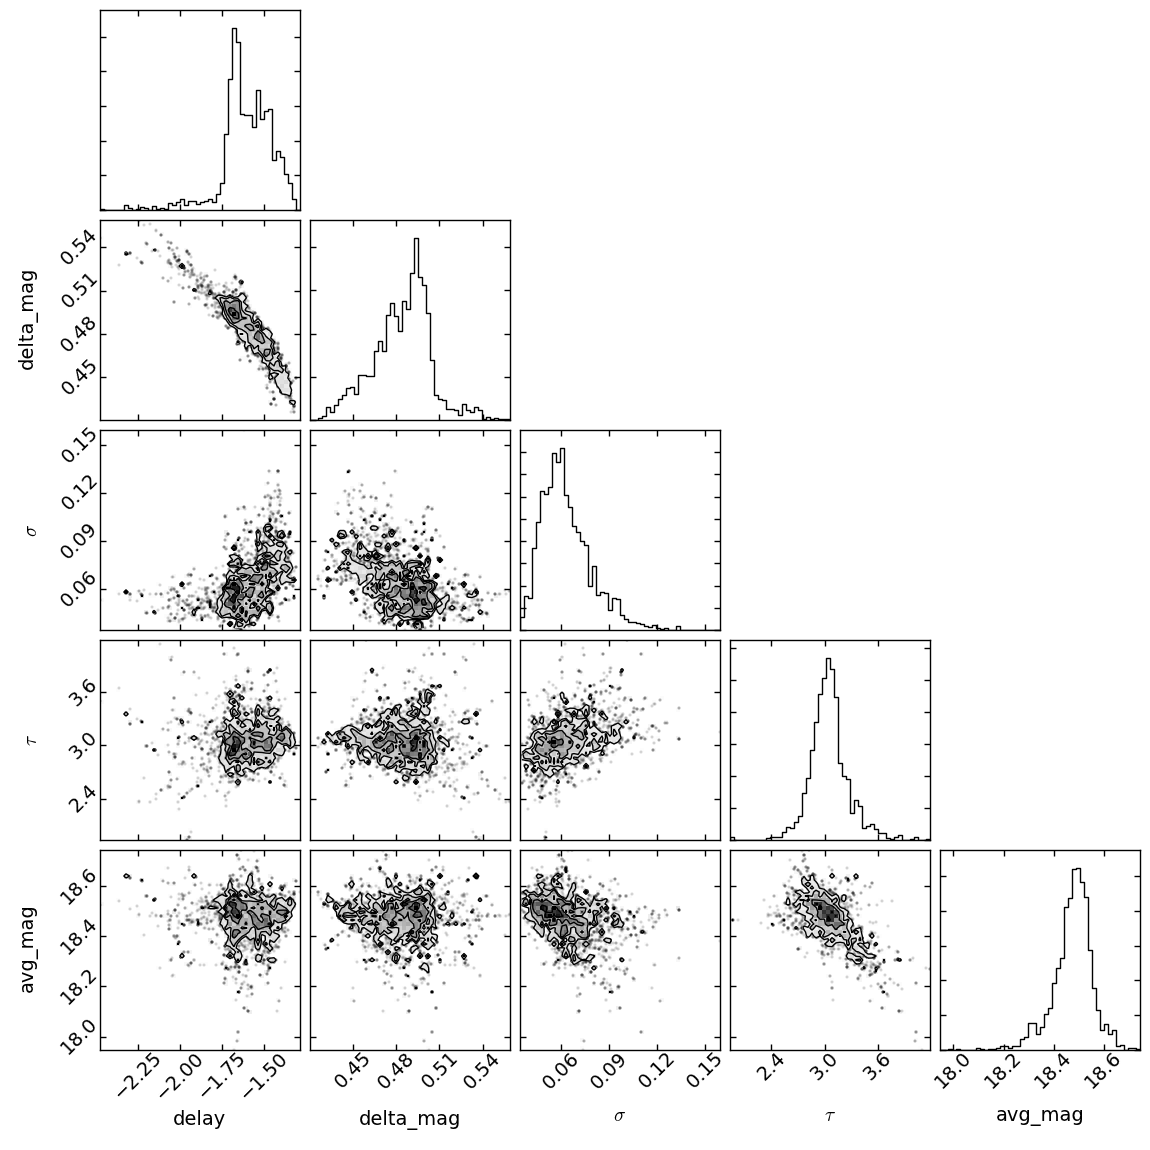 delta_mag
0.54
0.51
0.48
0.45
σ
0.15
0.12
0.09
0.06
τ
3.6
3.0
2.4
avg_mag
18.6
18.4
18.2
18.0
−2.25 −2.00 −1.75 −1.50
0.45 0.48 0.51 0.54
0.06 0.09 0.12 0.15
2.4 3.0 3.6
18.0 18.2 18.4 18.6
delay delta_mag σ τ avg_mag